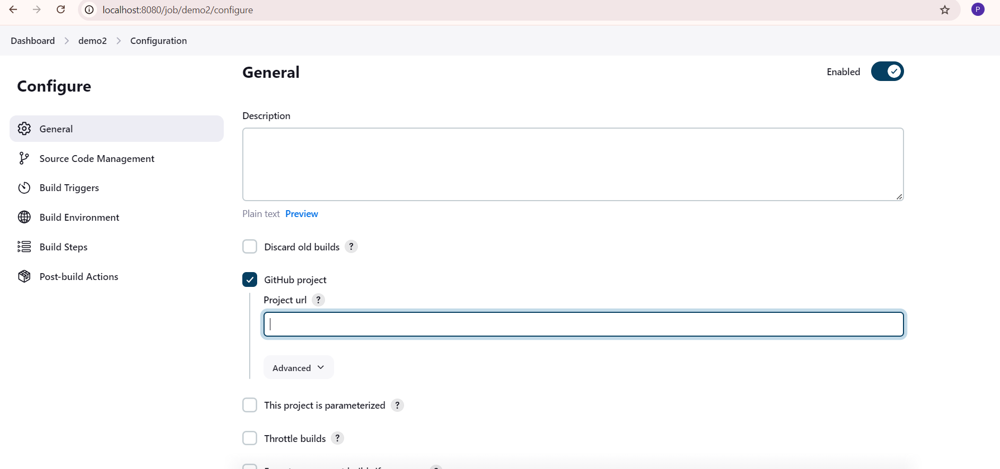 localhost:8080/job/demo2/configure
P
Dashboard > demo2 > Configuration
Configure
General
Source Code Management
Build Triggers
Build Environment
Build Steps
Post-build Actions
General
Enabled
Description
Plain text Preview
Discard old builds ?
GitHub project
Project url ?
Advanced
This project is parameterized ?
Throttle builds ?